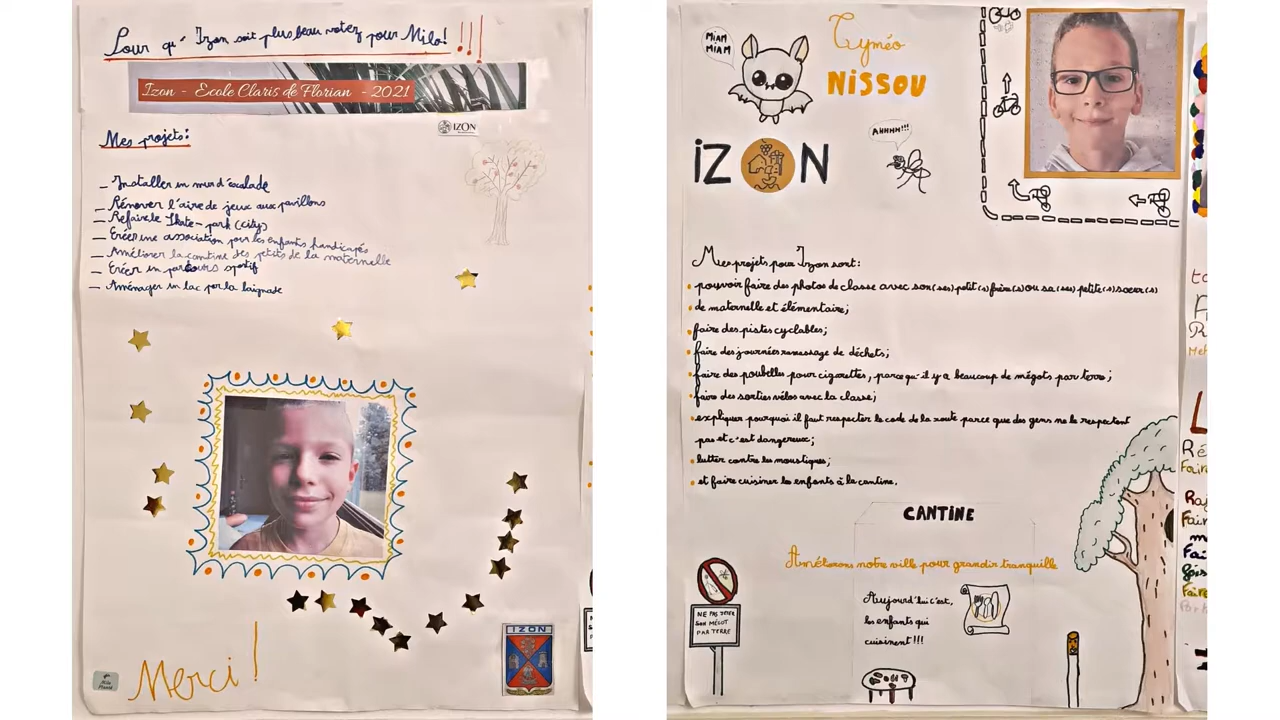 Pour qu'Izon soit plus beau votez pour Milo! !!!
Izon - Ecole Claris de Florian - 2021
IZON
Mes projets:
_ Installer un mur d'escalade
_ Rénover l'aire de jeux aux pavillons
_ Refaire le Skate-park (city)
_ Créer une association pour les enfants handicapés
_ Améliorer la cantine des petits de la maternelle
_ Créer un parcours sportif
_ Aménager un lac por la baignade
Merci!
IZON
MIAM
MIAM
Tyméo
NISSOU
IZON
AHHHH!!!
Mes projets pour Izon sont:
pouvoir faire des photos de classe avec son(ses) petit(s) frère(s) ou sa(ses) petite(s) soeur(s)
de maternelle et élémentaire;
faire des pistes cyclables;
faire des journées ramassage de déchets;
faire des poubelles pour cigarettes, parce qu'il y a beaucoup de mégots par terre;
faire des sorties vélos avec la classe;
expliquer pourquoi il faut respecter le code de la route parce que des gens ne le respectent
pas et c'est dangereux;
lutter contre les moustiques;
et faire cuisiner les enfants à la cantine.
CANTINE
Améliorons notre ville pour grandir tranquille
Aujourd'hui c'est,
les enfants qui
cuisinent!!!
NE PAS JETER
SON MÉGOT
PAR TERRE